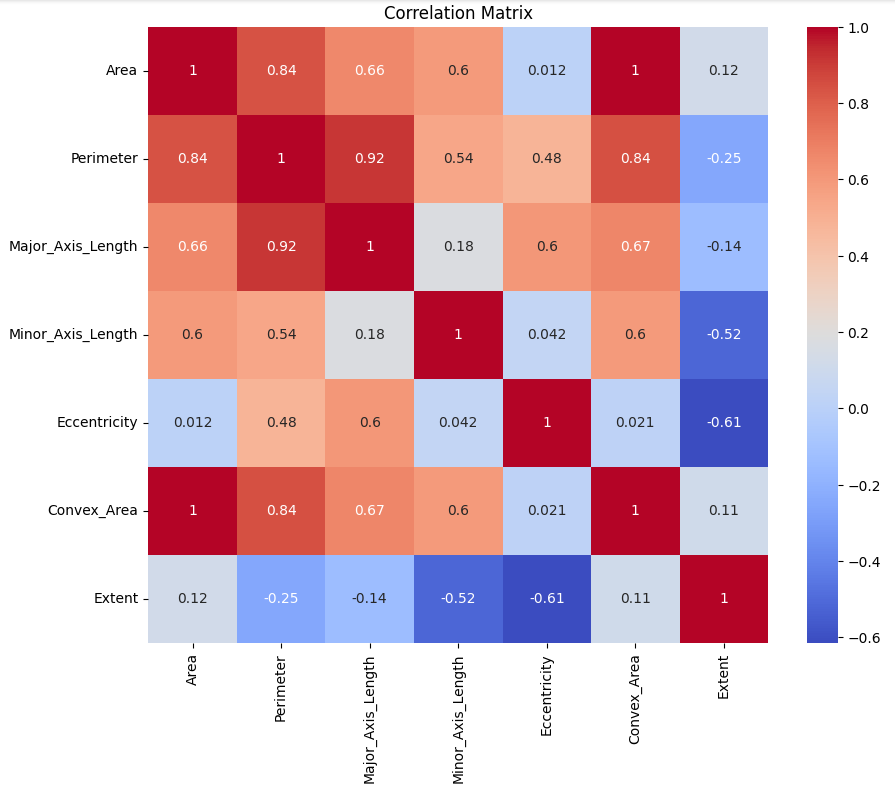 Correlation Matrix
Area 1 0.84 0.66 0.6 0.012 1 0.12
Perimeter 0.84 1 0.92 0.54 0.48 0.84 -0.25
Major_Axis_Length 0.66 0.92 1 0.18 0.6 0.67 -0.14
Minor_Axis_Length 0.6 0.54 0.18 1 0.042 0.6 -0.52
Eccentricity 0.012 0.48 0.6 0.042 1 0.021 -0.61
Convex_Area 1 0.84 0.67 0.6 0.021 1 0.11
Extent 0.12 -0.25 -0.14 -0.52 -0.61 0.11 1
Area
Perimeter
Major_Axis_Length
Minor_Axis_Length
Eccentricity
Convex_Area
Extent
1.0
0.8
0.6
0.4
0.2
0.0
−0.2
−0.4
−0.6